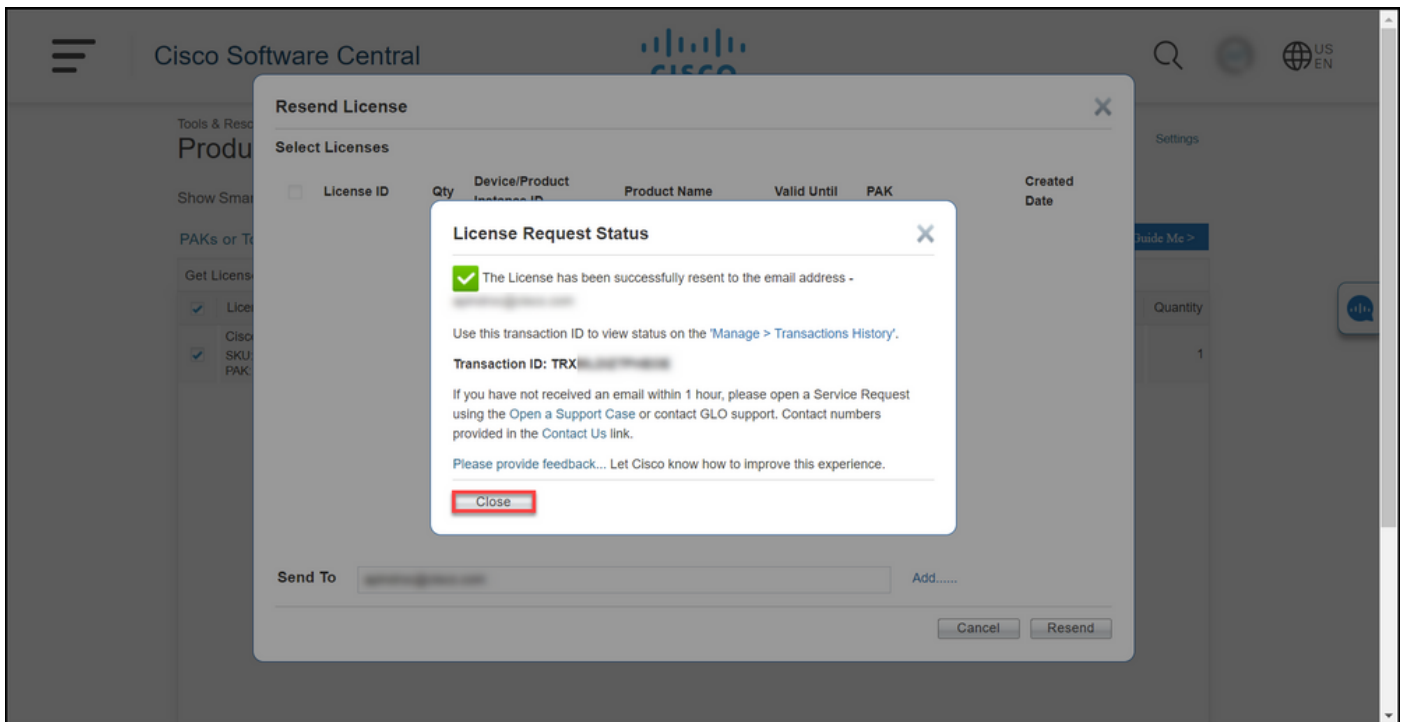 Cisco Software Central
CISCO
US
EN
Tools & Resc
Produ
Settings
Show Smar
PAKs or To
Guide Me >
Get License
Licen
Quantity
Cisco
SKU:
1
PAK:
Resend License
Select Licenses
License ID
Qty
Device/Product
Instance ID
Product Name
Valid Until
PAK
Created
Date
License Request Status
The License has been successfully resent to the email address -
Use this transaction ID to view status on the 'Manage > Transactions History'.
Transaction ID: TRX
If you have not received an email within 1 hour, please open a Service Request
using the Open a Support Case or contact GLO support. Contact numbers
provided in the Contact Us link.
Please provide feedback... Let Cisco know how to improve this experience.
Close
Send To
Add......
Cancel
Resend